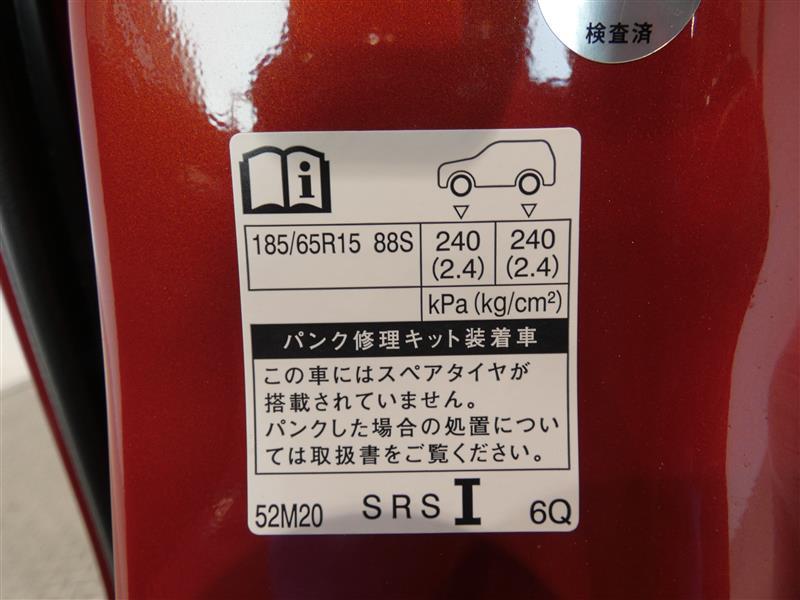 検査済
i
185/65R15 88S 240 240
(2.4) (2.4)
kPa(kg/cm²)
パンク修理キット装着車
この車にはスペアタイヤが
搭載されていません。
パンクした場合の処置につい
ては取扱書をご覧ください。
52M20 SRS I 6Q